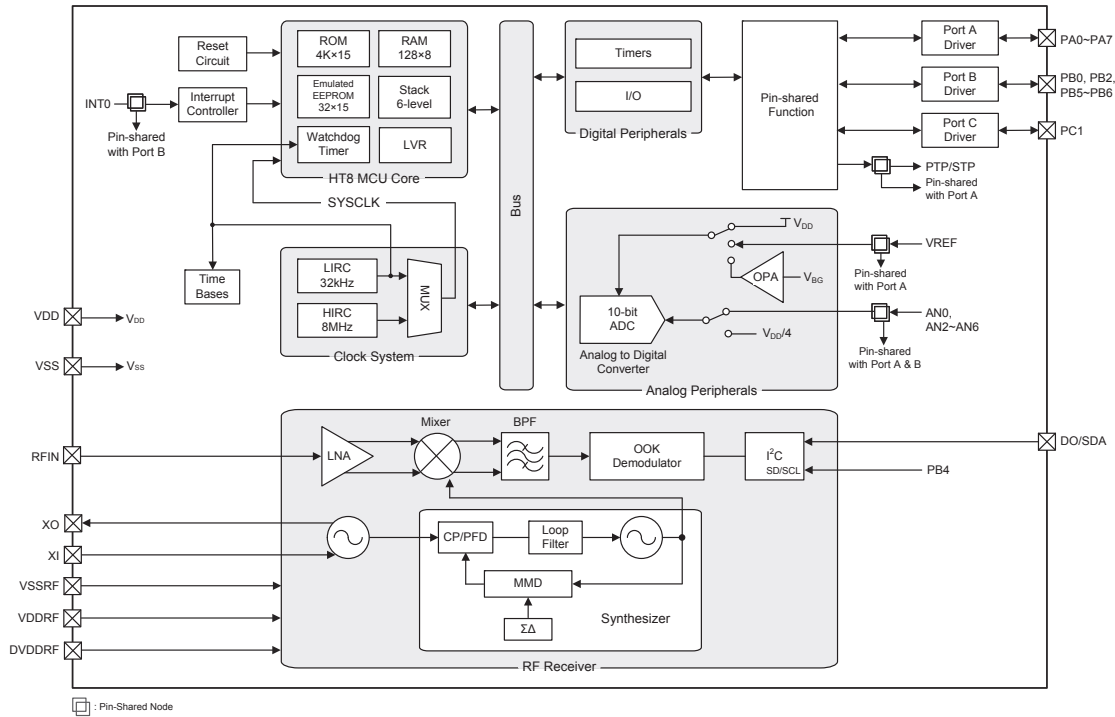 Reset
Circuit
INT0
Interrupt
Controller
Pin-shared
with Port B
ROM
4K×15
RAM
128×8
Emulated
EEPROM
32×15
Stack
6-level
Watchdog
Timer
LVR
HT8 MCU Core
SYSCLK
Time
Bases
LIRC
32kHz
HIRC
8MHz
MUX
Clock System
Bus
Timers
I/O
Digital Peripherals
Pin-shared
Function
Port A
Driver
Port B
Driver
Port C
Driver
PA0~PA7
PB0, PB2,
PB5~PB6
PC1
PTP/STP
Pin-shared
with Port A
VDD
VREF
Pin-shared
with Port A
OPA
VBG
10-bit
ADC
VDD/4
AN0,
AN2~AN6
Pin-shared
with Port A & B
Analog to Digital
Converter
Analog Peripherals
VDD
VDD
VSS
VSS
RFIN
LNA
Mixer
BPF
OOK
Demodulator
I²C
SD/SCL
DO/SDA
PB4
XO
XI
CP/PFD
Loop
Filter
MMD
ΣΔ
Synthesizer
VSSRF
VDDRF
DVDDRF
RF Receiver
: Pin-Shared Node